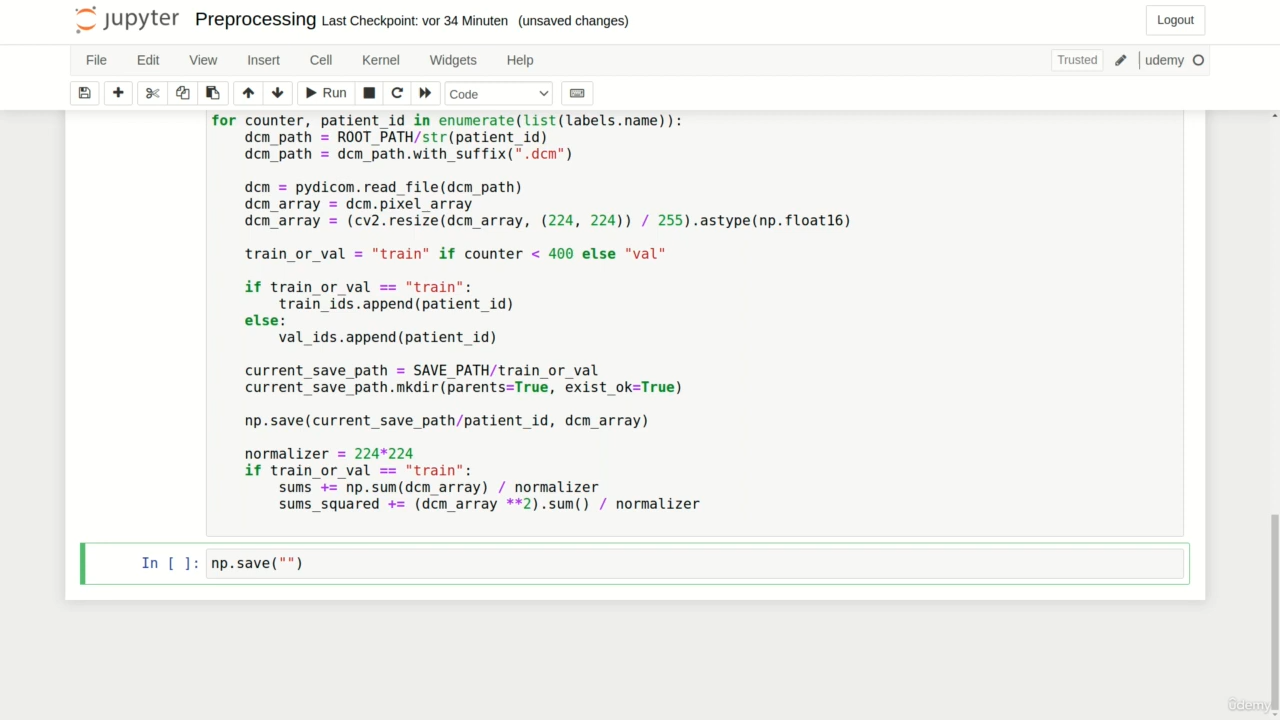 jupyter Preprocessing Last Checkpoint: vor 34 Minuten (unsaved changes) Logout
File Edit View Insert Cell Kernel Widgets Help Trusted udemy
Run Code
for counter, patient_id in enumerate(list(labels.name)):
    dcm_path = ROOT_PATH/str(patient_id)
    dcm_path = dcm_path.with_suffix(".dcm")
    dcm = pydicom.read_file(dcm_path)
    dcm_array = dcm.pixel_array
    dcm_array = (cv2.resize(dcm_array, (224, 224)) / 255).astype(np.float16)
    train_or_val = "train" if counter < 400 else "val"
    if train_or_val == "train":
        train_ids.append(patient_id)
    else:
        val_ids.append(patient_id)
    current_save_path = SAVE_PATH/train_or_val
    current_save_path.mkdir(parents=True, exist_ok=True)
    np.save(current_save_path/patient_id, dcm_array)
    normalizer = 224*224
    if train_or_val == "train":
        sums += np.sum(dcm_array) / normalizer
        sums_squared += (dcm_array **2).sum() / normalizer
In [ ]: np.save("")
ûdemy